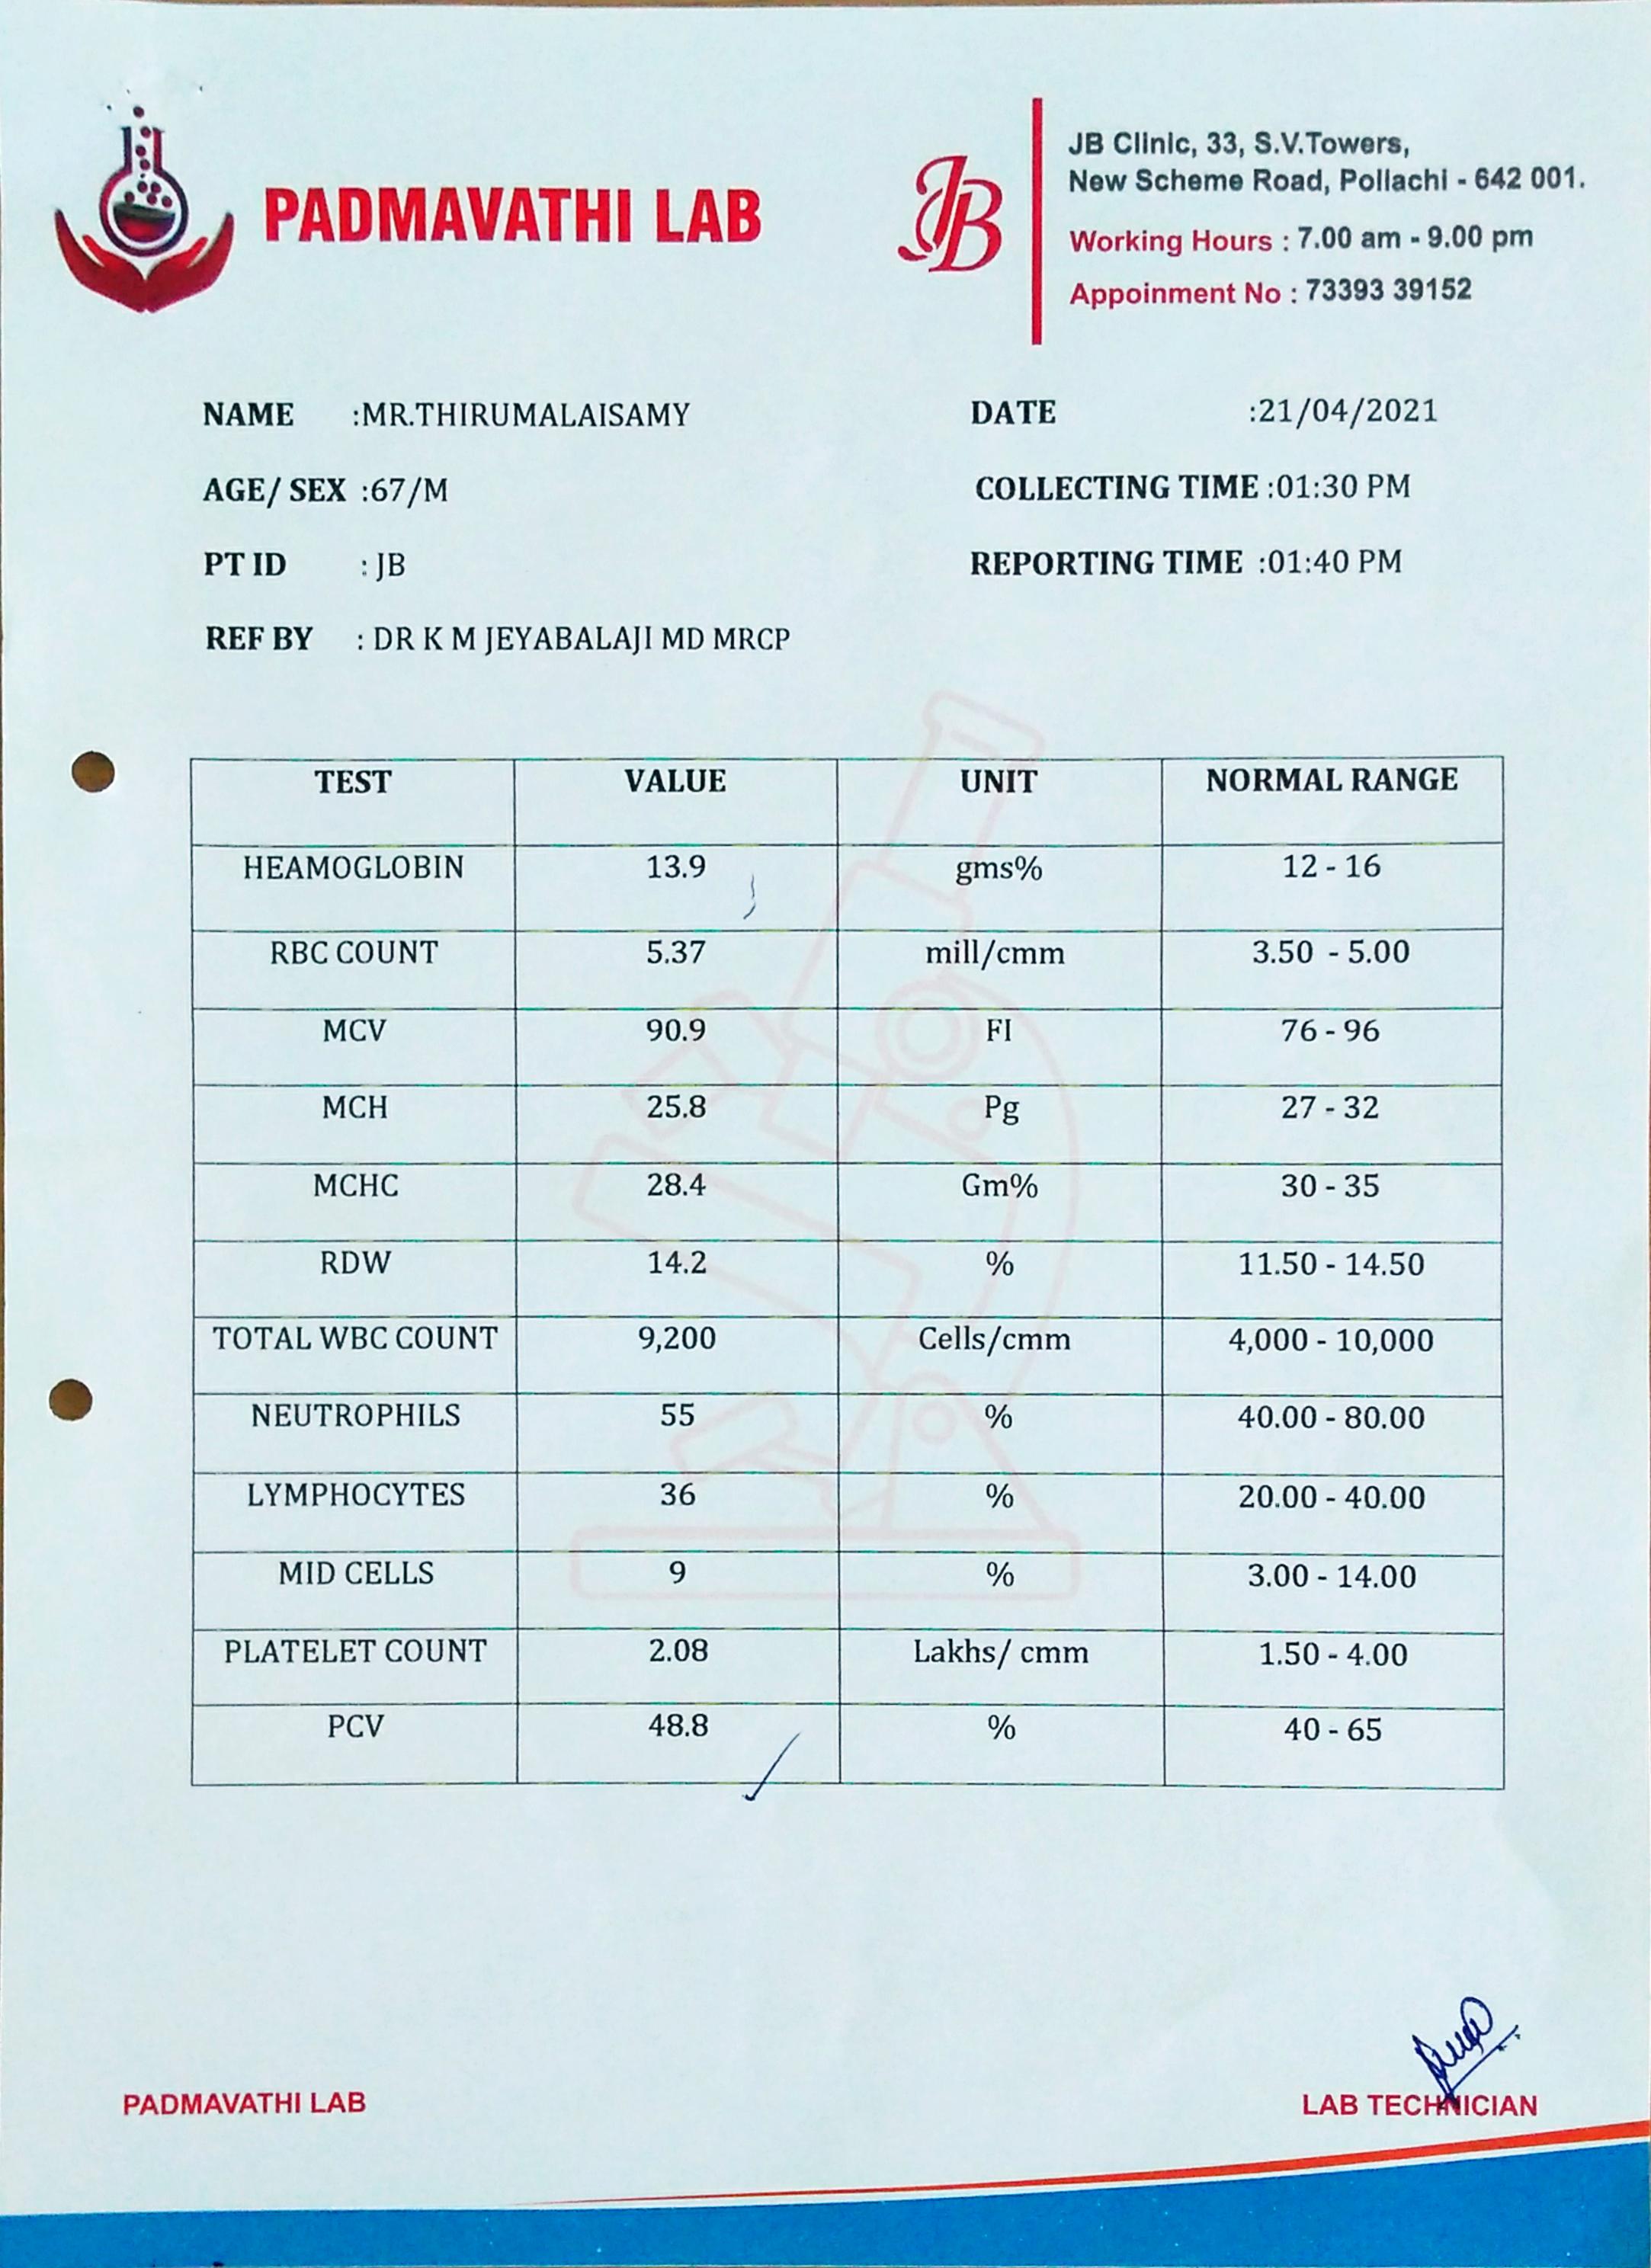 PADMAVATHI LAB
JB
JB Clinic, 33, S.V.Towers,
New Scheme Road, Pollachi - 642 001.
Working Hours : 7.00 am - 9.00 pm
Appoinment No : 73393 39152
NAME :MR.THIRUMALAISAMY DATE :21/04/2021
AGE/ SEX :67/M COLLECTING TIME :01:30 PM
PT ID : JB REPORTING TIME :01:40 PM
REF BY : DR K M JEYABALAJI MD MRCP
TEST VALUE UNIT NORMAL RANGE
HEAMOGLOBIN 13.9 gms% 12 - 16
RBC COUNT 5.37 mill/cmm 3.50 - 5.00
MCV 90.9 Fl 76 - 96
MCH 25.8 Pg 27 - 32
MCHC 28.4 Gm% 30 - 35
RDW 14.2 % 11.50 - 14.50
TOTAL WBC COUNT 9,200 Cells/cmm 4,000 - 10,000
NEUTROPHILS 55 % 40.00 - 80.00
LYMPHOCYTES 36 % 20.00 - 40.00
MID CELLS 9 % 3.00 - 14.00
PLATELET COUNT 2.08 Lakhs/ cmm 1.50 - 4.00
PCV 48.8 % 40 - 65
PADMAVATHI LAB LAB TECHNICIAN